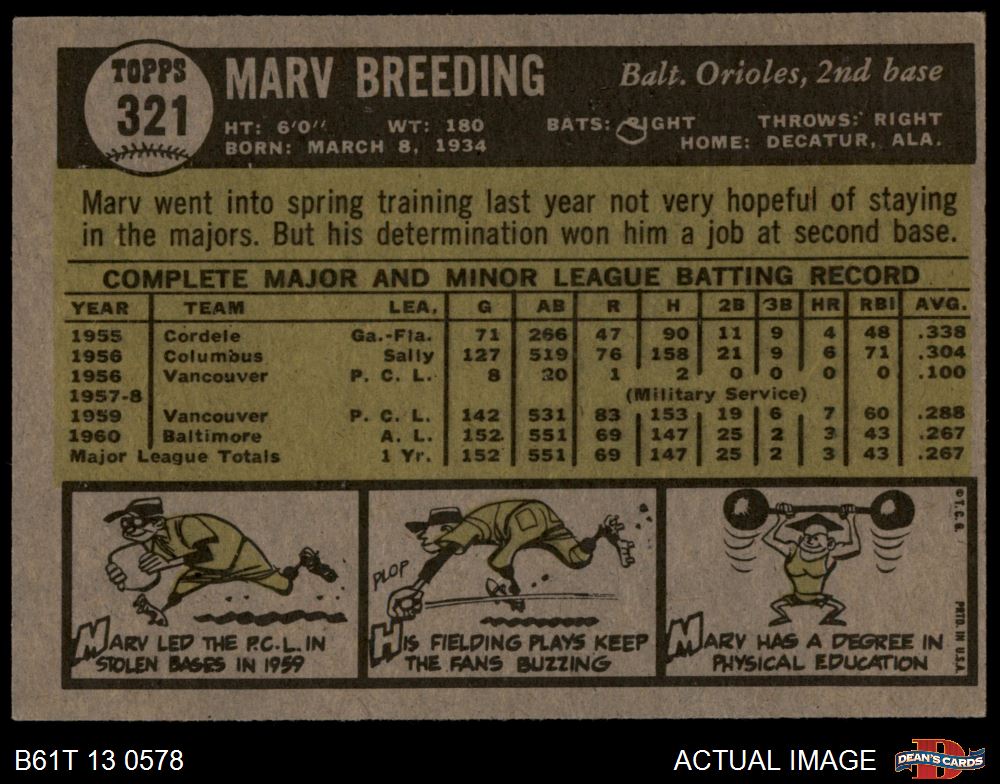 TOPPS
321
MARV BREEDING
Balt. Orioles, 2nd base
HT: 6'0" WT: 180 BATS: RIGHT THROWS: RIGHT
BORN: MARCH 8, 1934 HOME: DECATUR, ALA.
Marv went into spring training last year not very hopeful of staying
in the majors. But his determination won him a job at second base.
COMPLETE MAJOR AND MINOR LEAGUE BATTING RECORD
YEAR TEAM LEA. G AB R H 2B 3B HR RBI AVG.
1955 Cordele Ga.-Fla. 71 266 47 90 11 9 4 48 .338
1956 Columbus Sally 127 519 76 158 21 9 6 71 .304
1956 Vancouver P. C. L. 8 20 1 2 0 0 0 0 .100
1957-8 (Military Service)
1959 Vancouver P. C. L. 142 531 83 153 19 6 7 60 .288
1960 Baltimore A. L. 152 551 69 147 25 2 3 43 .267
Major League Totals 1 Yr. 152 551 69 147 25 2 3 43 .267
MARV LED THE P.C.L. IN
STOLEN BASES IN 1959
PLOP
HIS FIELDING PLAYS KEEP
THE FANS BUZZING
MARV HAS A DEGREE IN
PHYSICAL EDUCATION
© T. C. G.
PRTD. IN U.S.A.
B61T 13 0578
ACTUAL IMAGE
DEAN'S CARDS